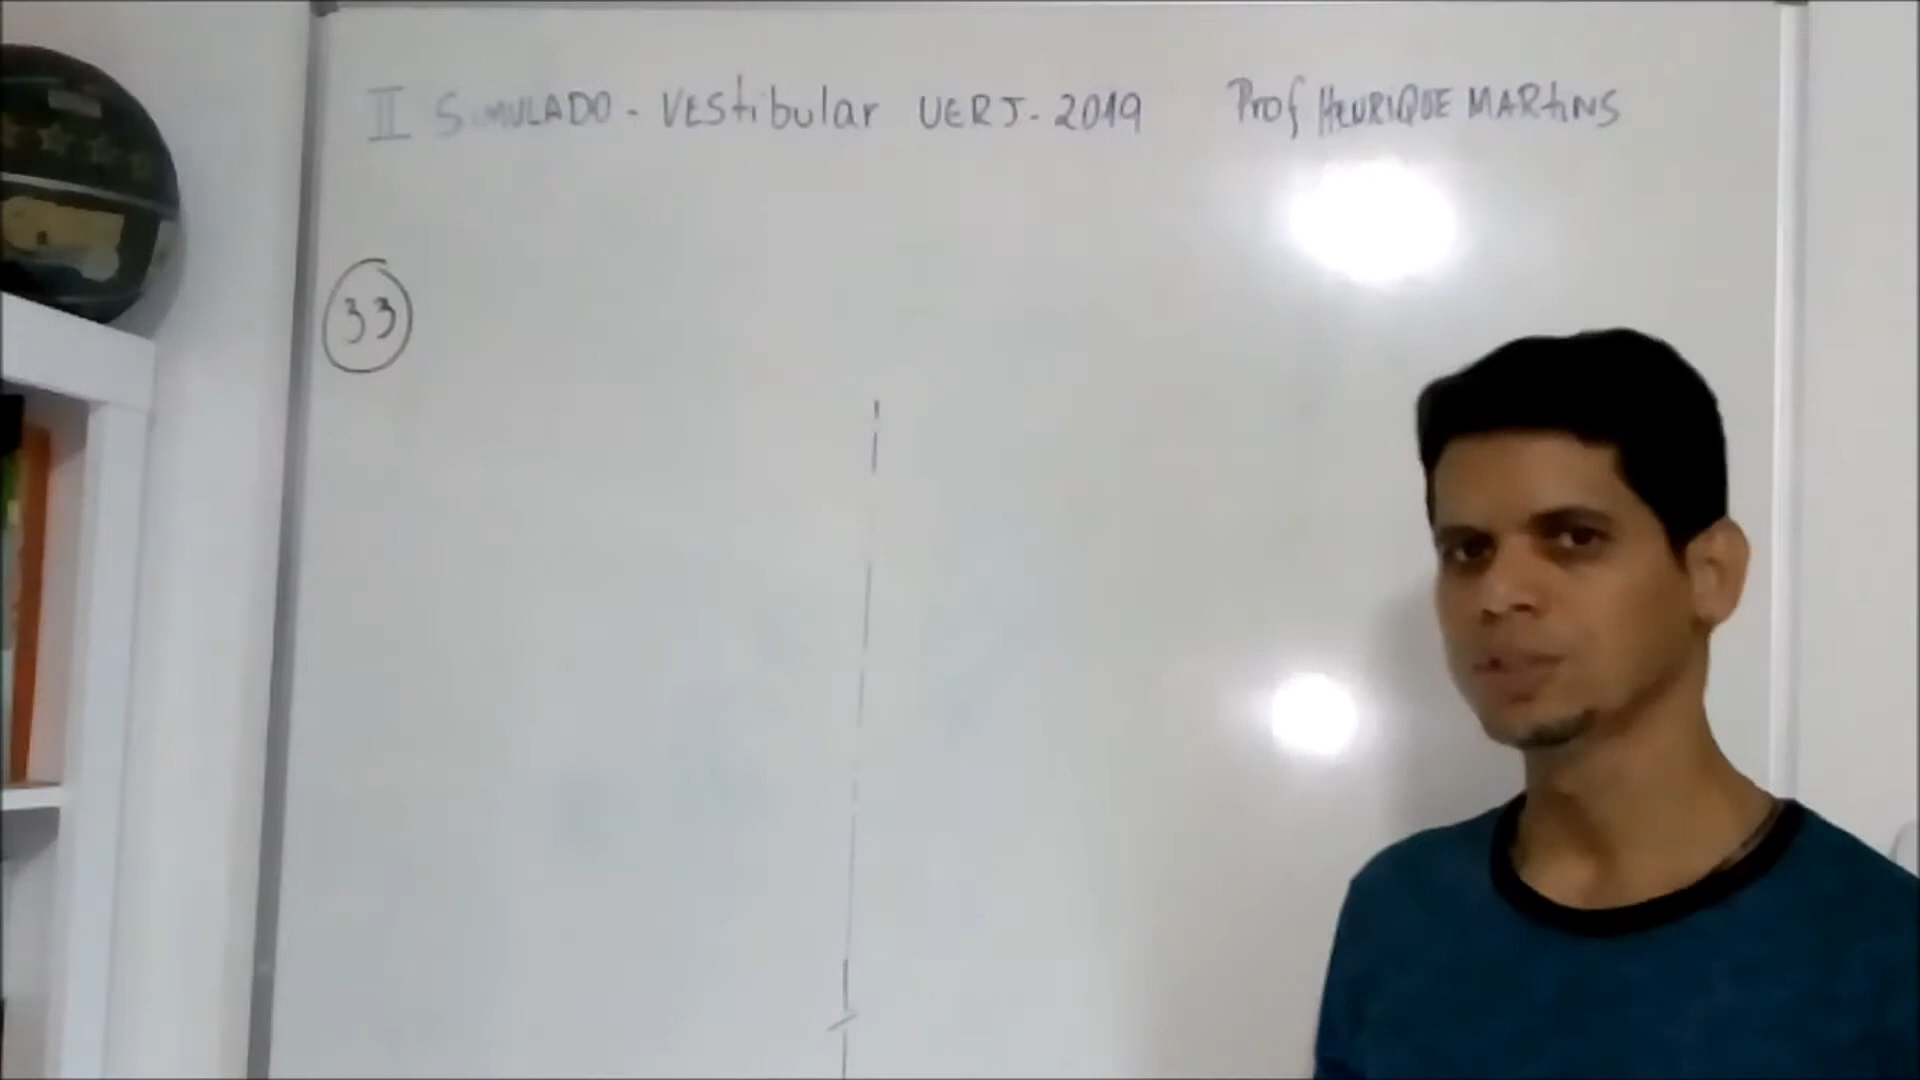 II SIMULADO - VEStibular UERJ - 2019 Prof HENRIQUE MARtiNS
33